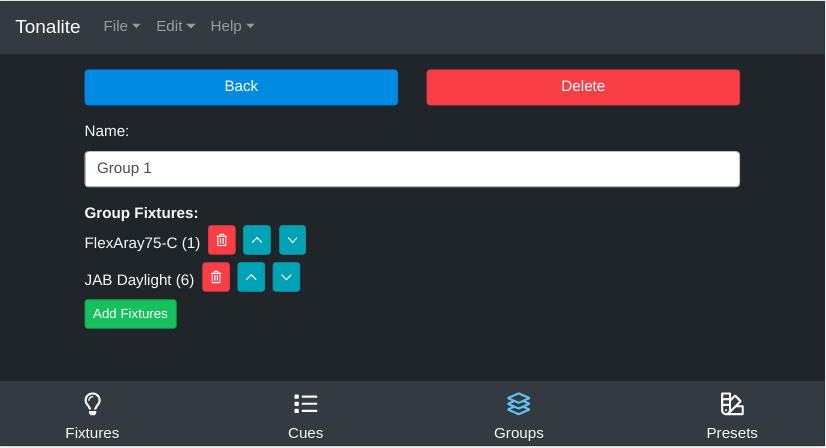 Tonalite File Edit Help
Back Delete
Name:
Group 1
Group Fixtures:
FlexAray75-C (1)
JAB Daylight (6)
Add Fixtures
Fixtures Cues Groups Presets